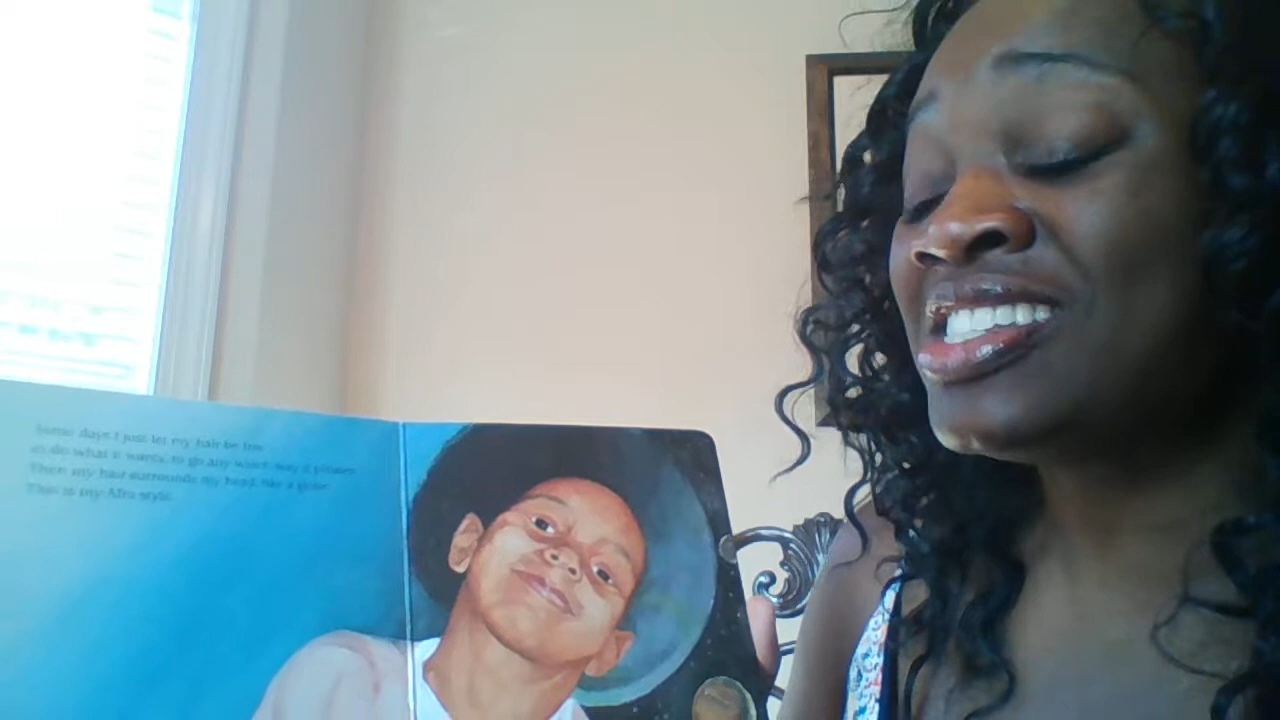 Some days I just let my hair be free
to do what it wants, to go any which way it pleases.
Then my hair surrounds my head, like a globe.
This is my Afro style.